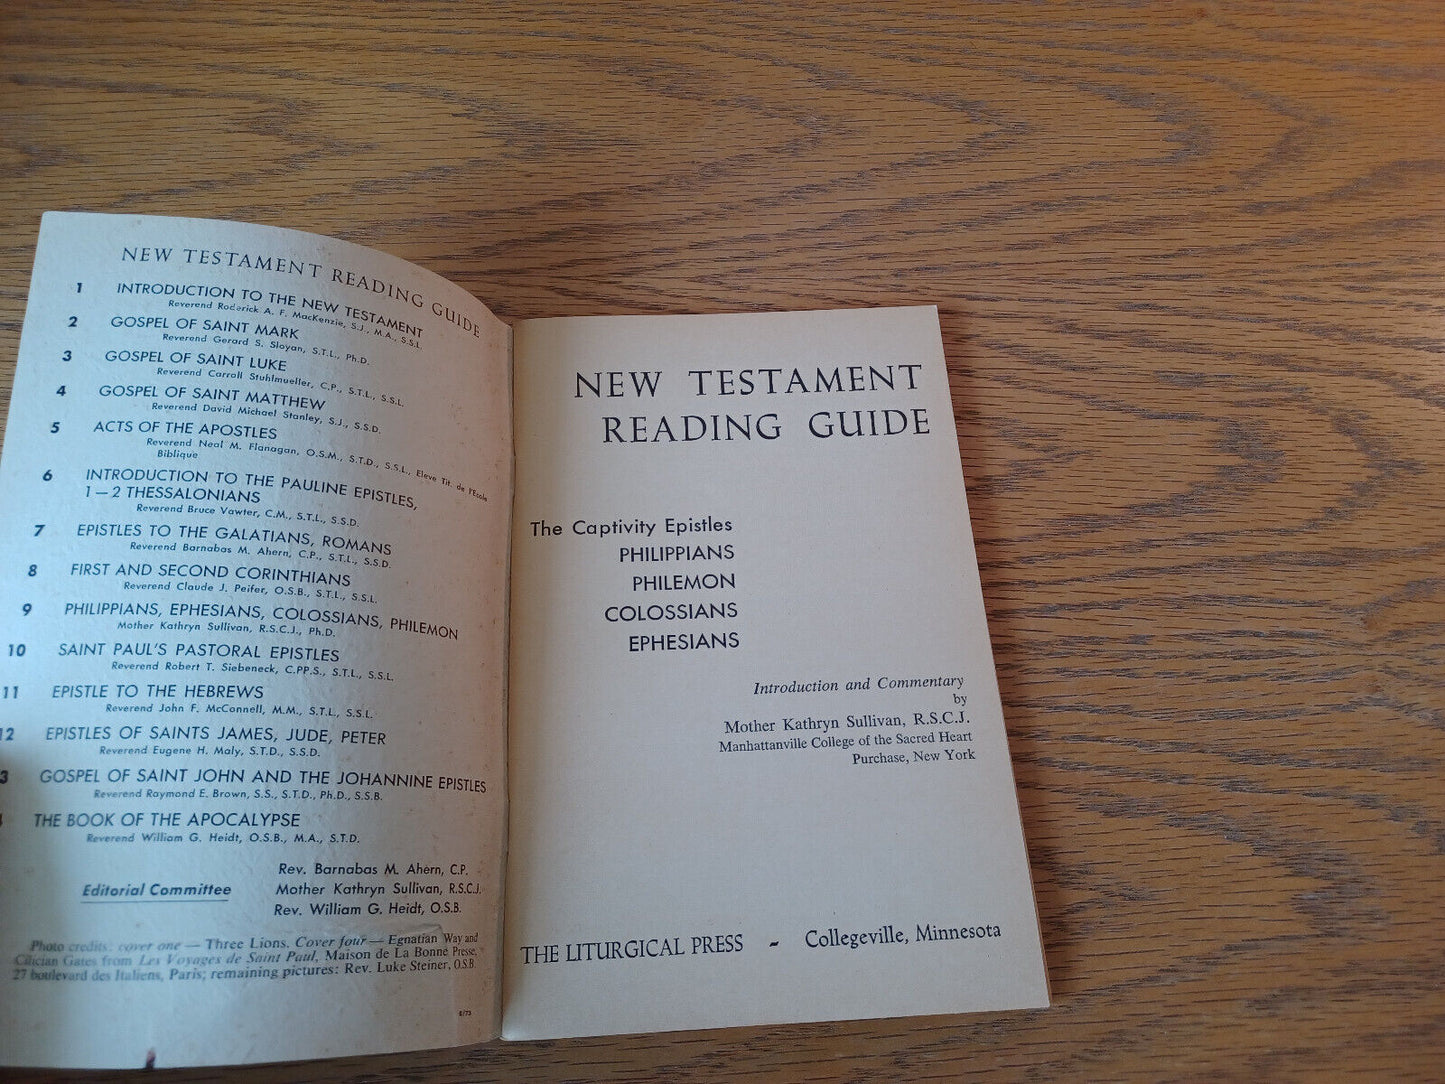 NEW TESTAMENT READING GUIDE
1 INTRODUCTION TO THE NEW TESTAMENT
Reverend Roderick A. F. MacKenzie, S.J., M.A., S.S.L.
2 GOSPEL OF SAINT MARK
Reverend Gerard S. Sloyan, S.T.L., Ph.D.
3 GOSPEL OF SAINT LUKE
Reverend Carroll Stuhlmueller, C.P., S.T.L., S.S.L.
4 GOSPEL OF SAINT MATTHEW
Reverend David Michael Stanley, S.J., S.S.D.
5 ACTS OF THE APOSTLES
Reverend Neal M. Flanagan, O.S.M., S.T.D., S.S.L., Eleve Tit. de l'Ecole
Biblique
6 INTRODUCTION TO THE PAULINE EPISTLES,
1—2 THESSALONIANS
Reverend Bruce Vawter, C.M., S.T.L., S.S.D.
7 EPISTLES TO THE GALATIANS, ROMANS
Reverend Barnabas M. Ahern, C.P., S.T.L., S.S.D.
8 FIRST AND SECOND CORINTHIANS
Reverend Claude J. Peifer, O.S.B., S.T.L., S.S.L.
9 PHILIPPIANS, EPHESIANS, COLOSSIANS, PHILEMON
Mother Kathryn Sullivan, R.S.C.J., Ph.D.
10 SAINT PAUL'S PASTORAL EPISTLES
Reverend Robert T. Siebeneck, C.PP.S., S.T.L., S.S.L.
11 EPISTLE TO THE HEBREWS
Reverend John F. McConnell, M.M., S.T.L., S.S.L.
12 EPISTLES OF SAINTS JAMES, JUDE, PETER
Reverend Eugene H. Maly, S.T.D., S.S.D.
3 GOSPEL OF SAINT JOHN AND THE JOHANNINE EPISTLES
Reverend Raymond E. Brown, S.S., S.T.D., Ph.D., S.S.B.
THE BOOK OF THE APOCALYPSE
Reverend William G. Heidt, O.S.B., M.A., S.T.D.
Rev. Barnabas M. Ahern, C.P.
Editorial Committee Mother Kathryn Sullivan, R.S.C.J.
Rev. William G. Heidt, O.S.B.
Photo credits: cover one — Three Lions. Cover four — Egnatian Way and
Cilician Gates from Les Voyages de Saint Paul, Maison de La Bonne Presse,
27 boulevard des Italiens, Paris; remaining pictures: Rev. Luke Steiner, O.S.B.
NEW TESTAMENT
READING GUIDE
The Captivity Epistles
PHILIPPIANS
PHILEMON
COLOSSIANS
EPHESIANS
Introduction and Commentary
by
Mother Kathryn Sullivan, R.S.C.J.
Manhattanville College of the Sacred Heart
Purchase, New York
THE LITURGICAL PRESS - Collegeville, Minnesota